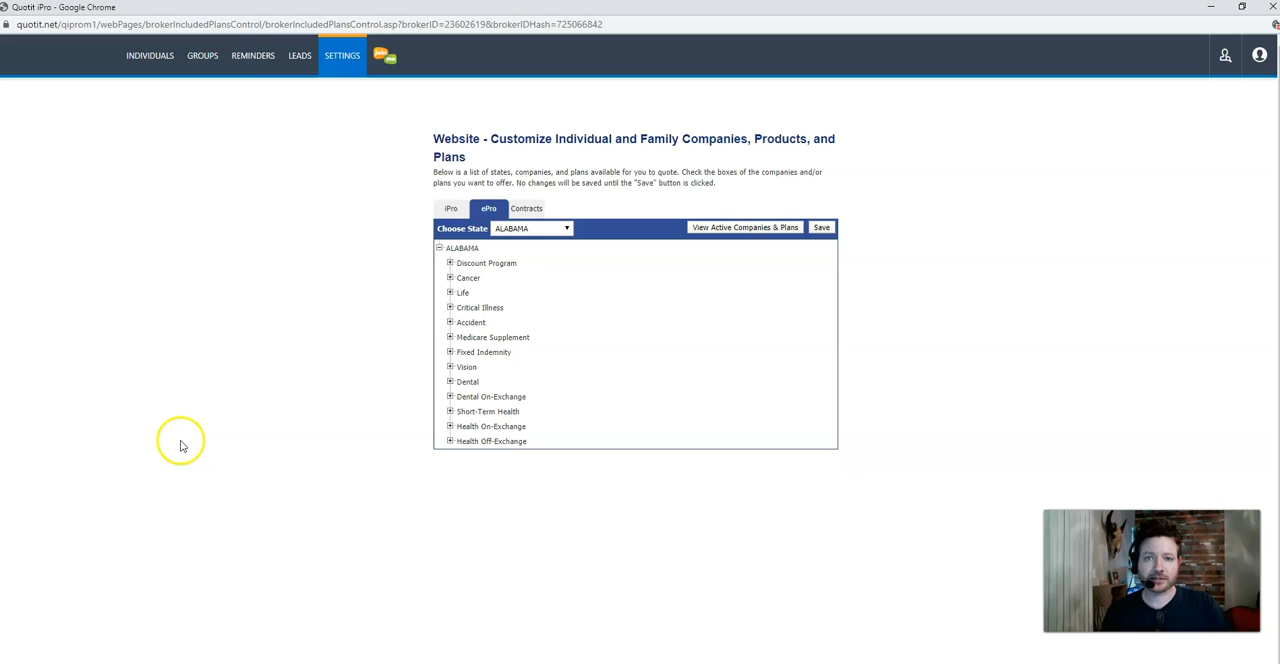 Quotit iPro - Google Chrome
quotit.net/qiprom1/webPages/brokerIncludedPlansControl/brokerIncludedPlansControl.asp?brokerID=23602619&brokerIDHash=725066842
INDIVIDUALS GROUPS REMINDERS LEADS SETTINGS join me
Website - Customize Individual and Family Companies, Products, and
Plans
Below is a list of states, companies, and plans available for you to quote. Check the boxes of the companies and/or
plans you want to offer. No changes will be saved until the "Save" button is clicked.
iPro ePro Contracts
Choose State ALABAMA View Active Companies & Plans Save
ALABAMA
Discount Program
Cancer
Life
Critical Illness
Accident
Medicare Supplement
Fixed Indemnity
Vision
Dental
Dental On-Exchange
Short-Term Health
Health On-Exchange
Health Off-Exchange